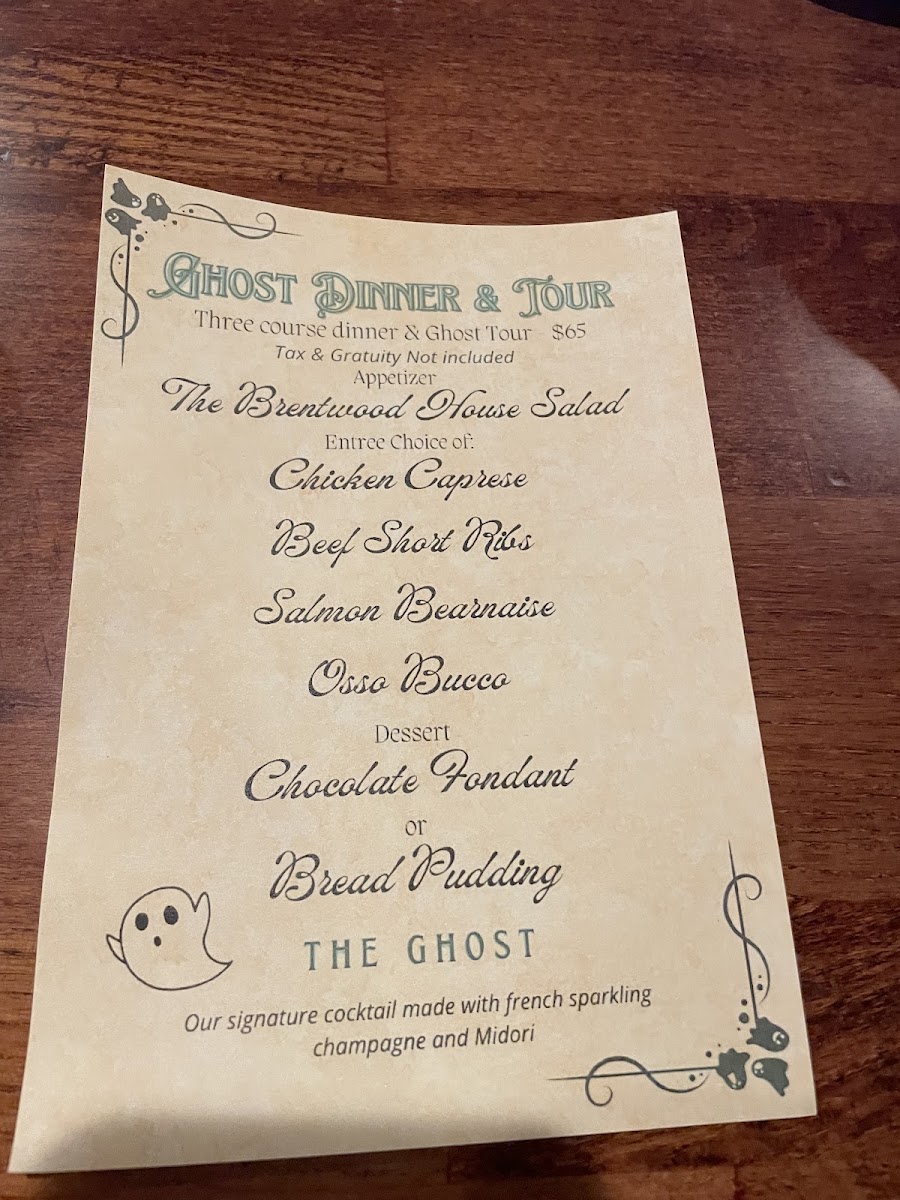 Ghost Dinner & Tour
Three course dinner & Ghost Tour - $65
Tax & Gratuity Not included
Appetizer
The Brentwood House Salad
Entree Choice of:
Chicken Caprese
Beef Short Ribs
Salmon Bearnaise
Osso Bucco
Dessert
Chocolate Fondant
or
Bread Pudding
THE GHOST
Our signature cocktail made with french sparkling
champagne and Midori